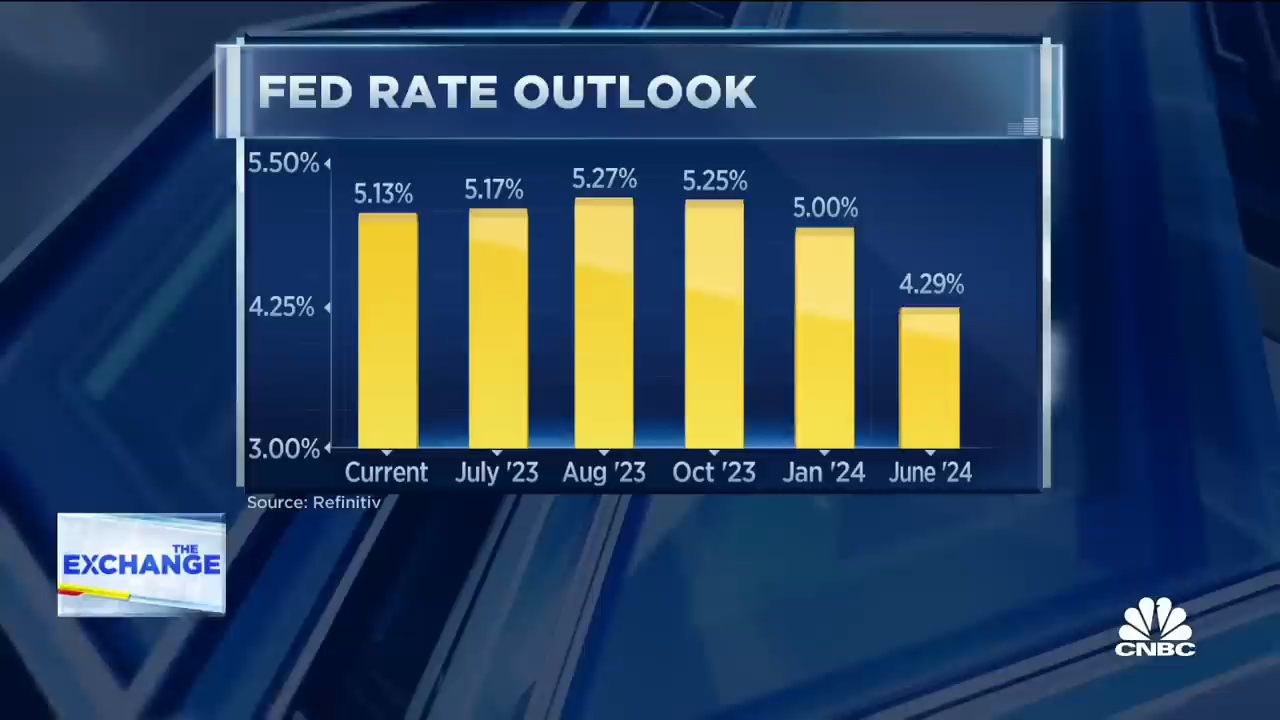 FED RATE OUTLOOK
5.50%
5.13%
5.17%
5.27%
5.25%
5.00%
4.29%
4.25%
3.00%
Current
July '23
Aug '23
Oct '23
Jan '24
June '24
Source: Refinitiv
THE
EXCHANGE
CNBC